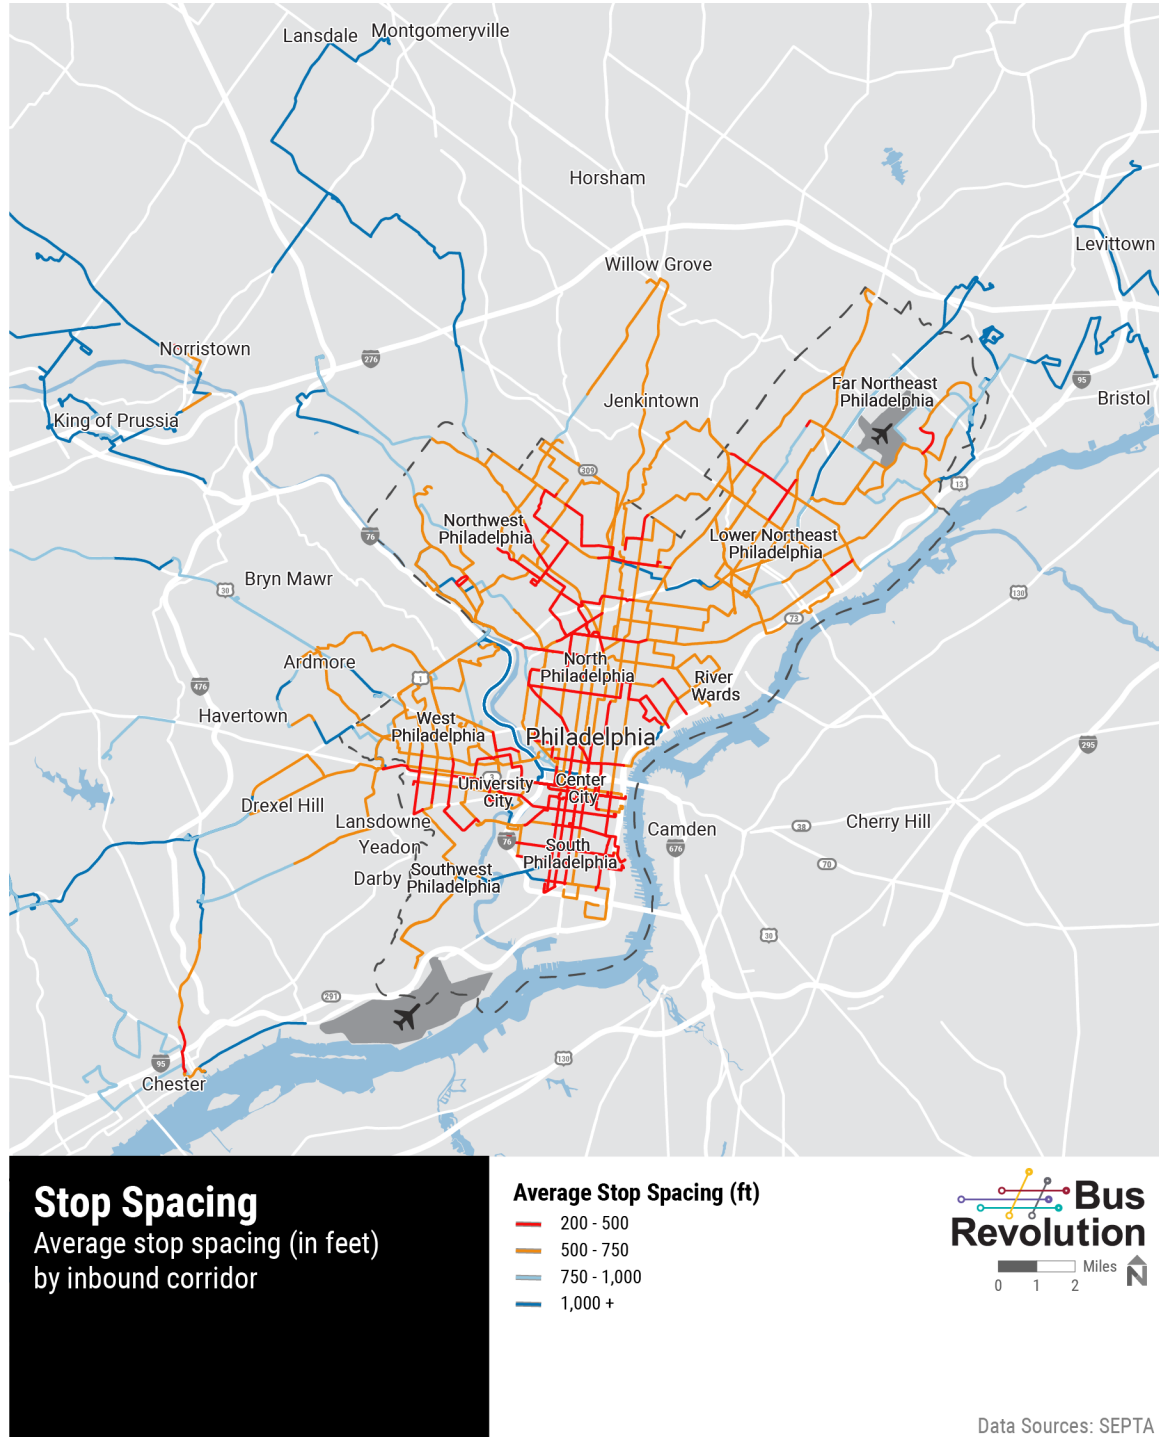 Lansdale
Montgomeryville
Horsham
Levittown
Willow Grove
Norristown
276
Far Northeast
Philadelphia
95
Jenkintown
Bristol
King of Prussia
309
13
Northwest
Philadelphia
76
Lower Northeast
Philadelphia
Bryn Mawr
30
130
73
Ardmore
North
Philadelphia
1
River
Wards
476
Havertown
West
Philadelphia
Philadelphia
295
3
University
City
Center
City
Drexel Hill
Lansdowne
Camden
38
Cherry Hill
Yeadon
76
South
Philadelphia
676
70
Darby
Southwest
Philadelphia
30
291
95
130
Chester
Stop Spacing
Average stop spacing (in feet)
by inbound corridor
Average Stop Spacing (ft)
200 - 500
500 - 750
750 - 1,000
1,000 +
Bus
Revolution
Miles
0 1 2
N
Data Sources: SEPTA